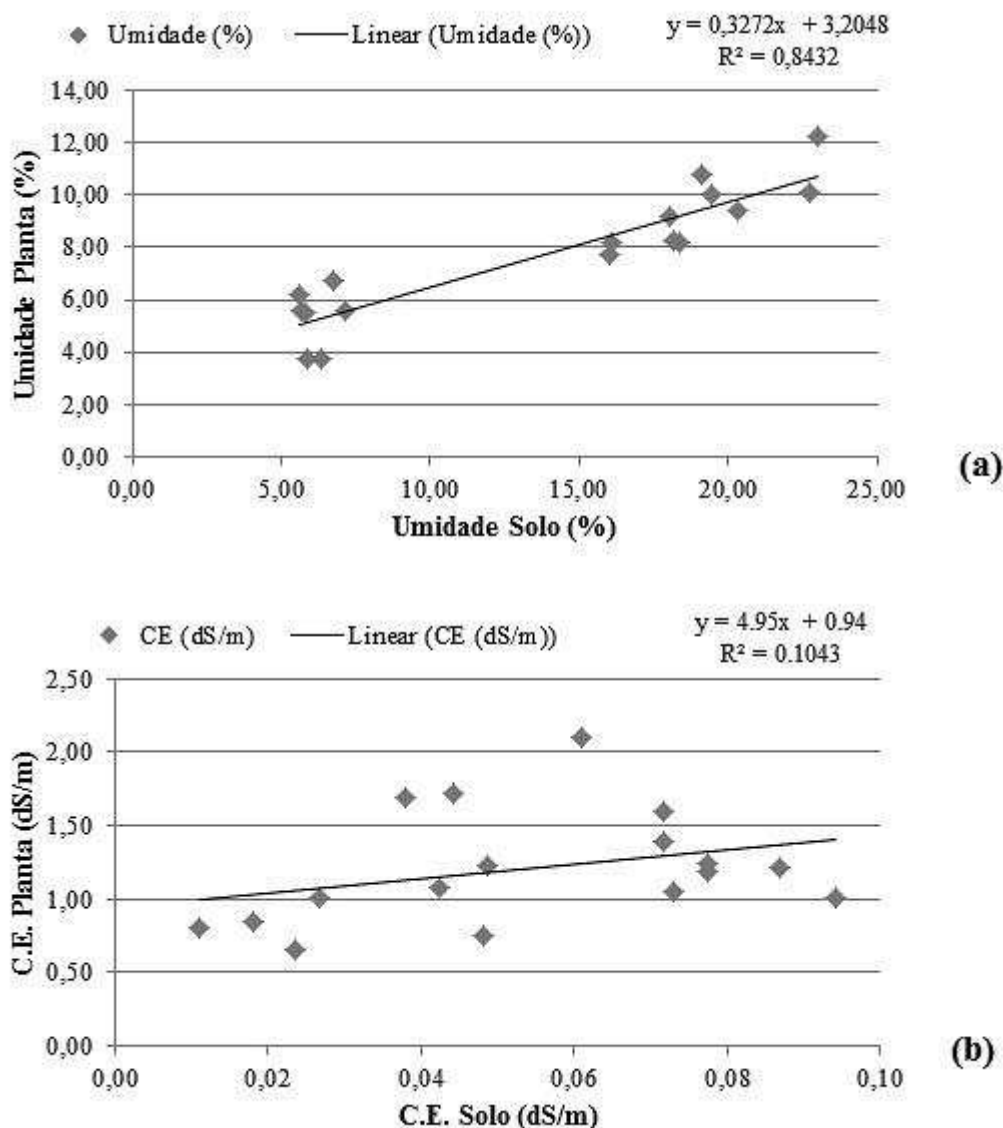 Umidade (%) Linear (Umidade (%)) y = 0,3272x + 3,2048
R² = 0,8432
14,00
12,00
10,00
8,00
6,00
4,00
2,00
0,00
Umidade Planta (%)
0,00 5,00 10,00 15,00 20,00 25,00
Umidade Solo (%)
(a)
CE (dS/m) Linear (CE (dS/m)) y = 4.95x + 0.94
R² = 0.1043
2,50
2,00
1,50
1,00
0,50
0,00
C.E. Planta (dS/m)
0,00 0,02 0,04 0,06 0,08 0,10
C.E. Solo (dS/m)
(b)